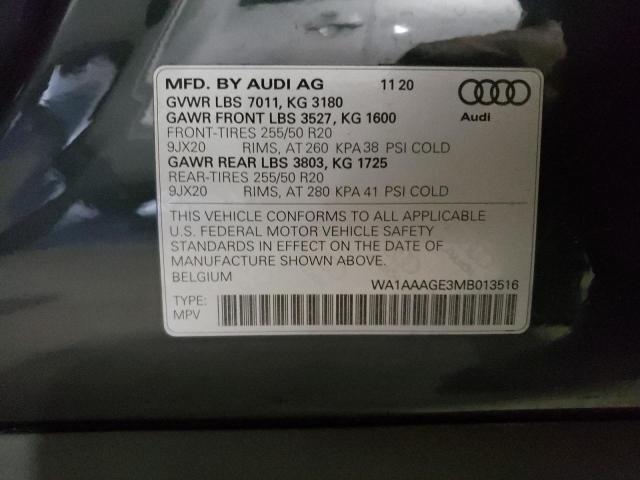 MFD. BY AUDI AG 11 20
GVWR LBS 7011, KG 3180
GAWR FRONT LBS 3527, KG 1600
FRONT-TIRES 255/50 R20
9JX20 RIMS, AT 260 KPA 38 PSI COLD
GAWR REAR LBS 3803, KG 1725
REAR-TIRES 255/50 R20
9JX20 RIMS, AT 280 KPA 41 PSI COLD
Audi
THIS VEHICLE CONFORMS TO ALL APPLICABLE
U.S. FEDERAL MOTOR VEHICLE SAFETY
STANDARDS IN EFFECT ON THE DATE OF
MANUFACTURE SHOWN ABOVE.
BELGIUM
WA1AAAGE3MB013516
TYPE:
MPV